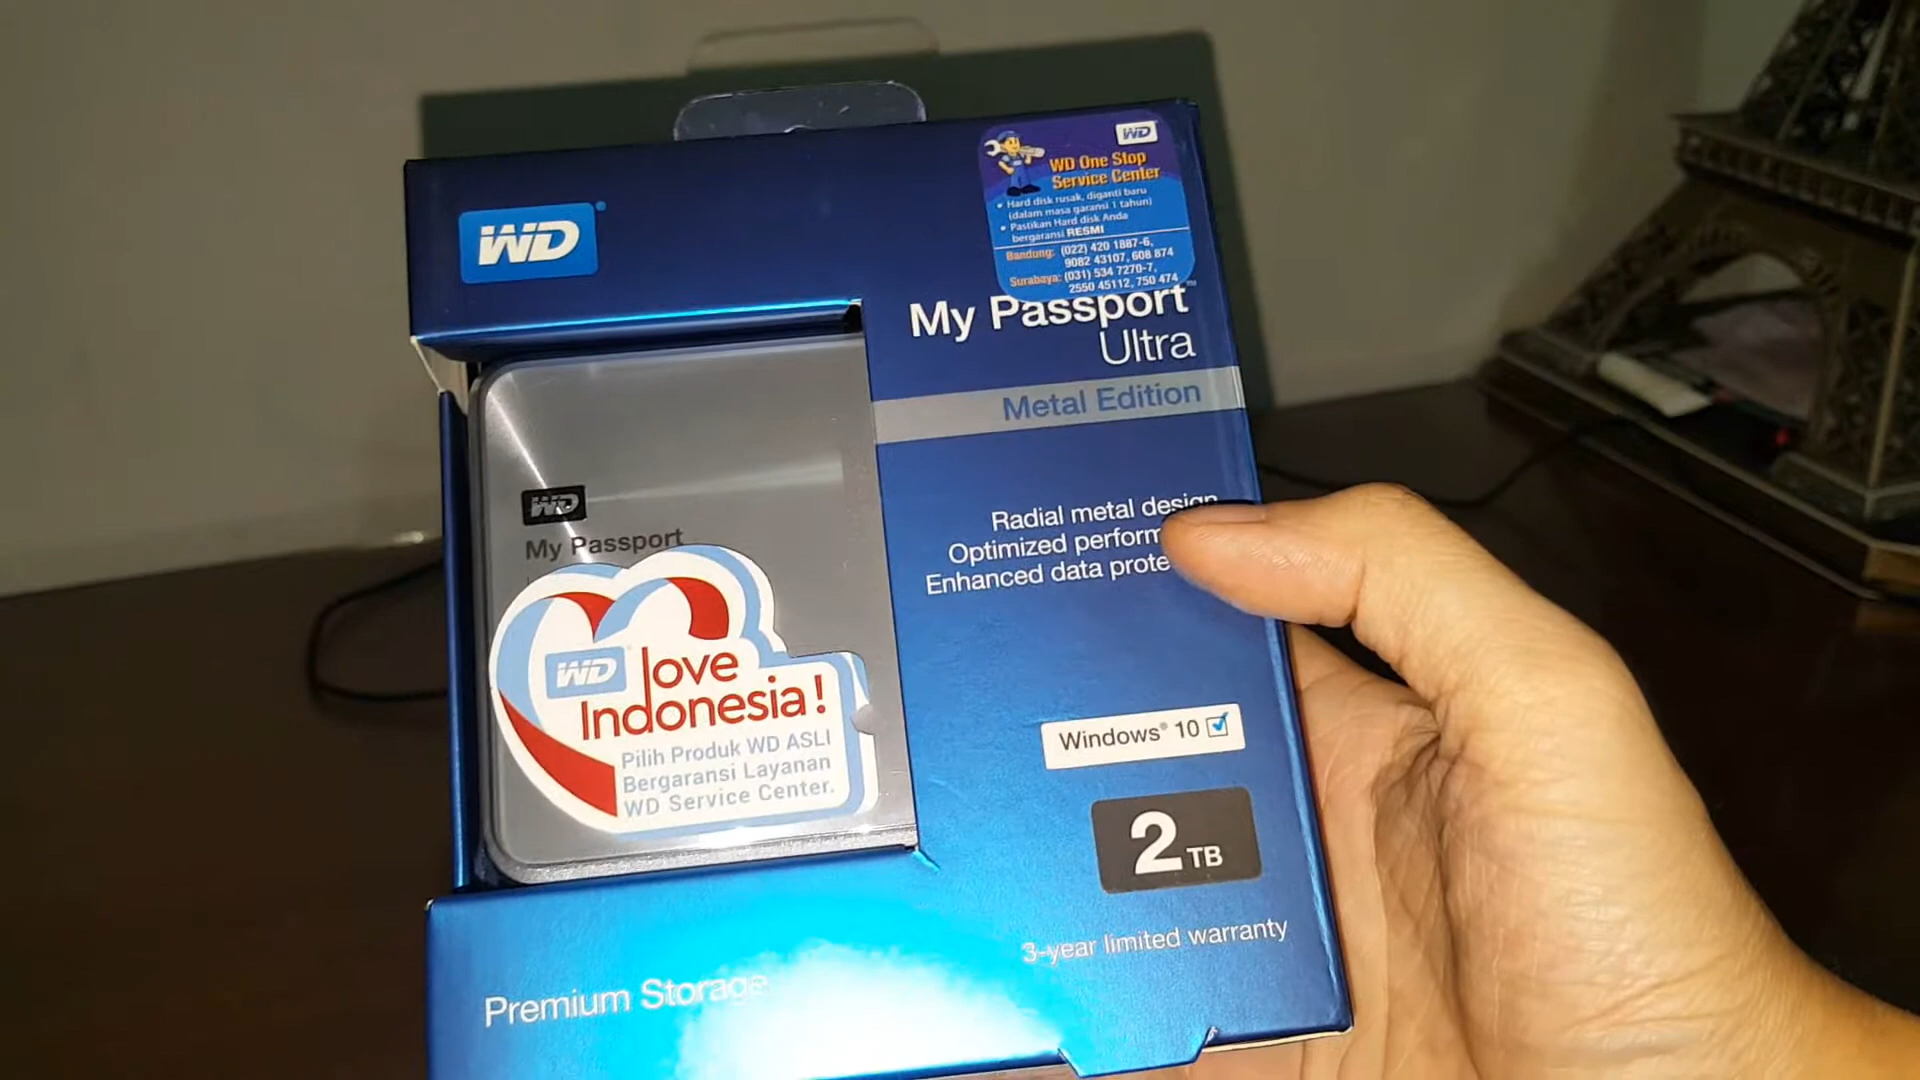 WD
WD
WD One Stop
Service Center
• Hard disk rusak, diganti baru
(dalam masa garansi 1 tahun)
• Pastikan Hard disk Anda
bergaransi RESMI
Bandung: (022) 420 1887-6,
9082 43107, 608 874
Surabaya: (031) 534 7270-7,
2550 45112, 750 474
My Passport™
Ultra
Metal Edition
Radial metal design
Optimized perform
Enhanced data prote
WD
My Passport
WD love
Indonesia!
Pilih Produk WD ASLI
Bergaransi Layanan
WD Service Center.
Windows® 10
2 TB
3-year limited warranty
Premium Storage